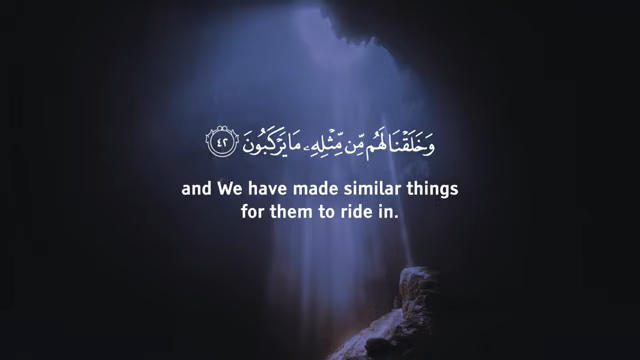 وَخَلَقْنَا لَهُم مِّن مِّثْلِهِۦ مَا يَرْكَبُونَ ٤٢
and We have made similar things
for them to ride in.